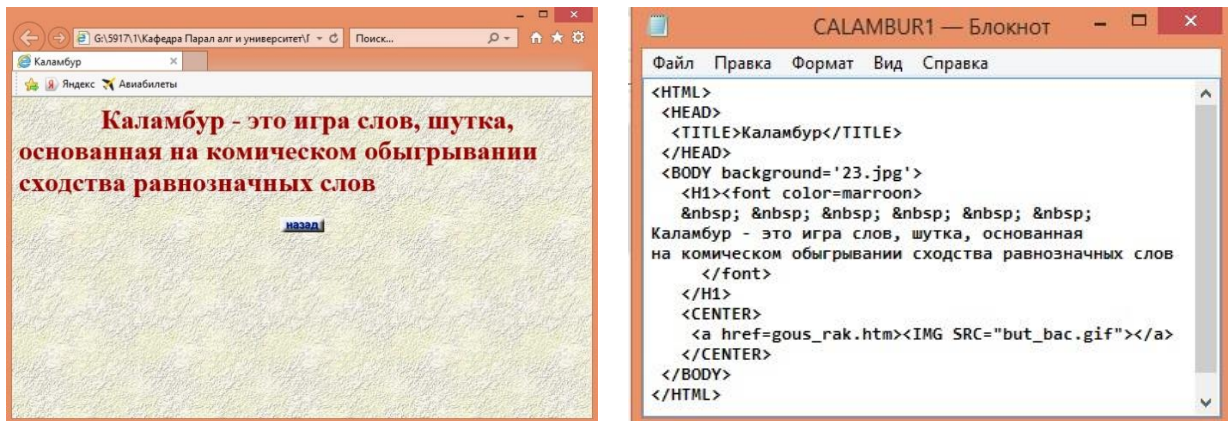 G:\5917\1\Кафедра Парал алг и университет\Г
Поиск...
Каламбур
Яндекс Авиабилеты
Каламбур - это игра слов, шутка,
основанная на комическом обыгрывании
сходства равнозначных слов
назад
CALAMBUR1 — Блокнот
Файл Правка Формат Вид Справка
<HTML>
<HEAD>
<TITLE>Каламбур</TITLE>
</HEAD>
<BODY background='23.jpg'>
<H1><font color=marroon>
&nbsp; &nbsp; &nbsp; &nbsp; &nbsp; &nbsp;
Каламбур - это игра слов, шутка, основанная
на комическом обыгрывании сходства равнозначных слов
</font>
</H1>
<CENTER>
<a href=gous_rak.htm><IMG SRC="but_bac.gif"></a>
</CENTER>
</BODY>
</HTML>